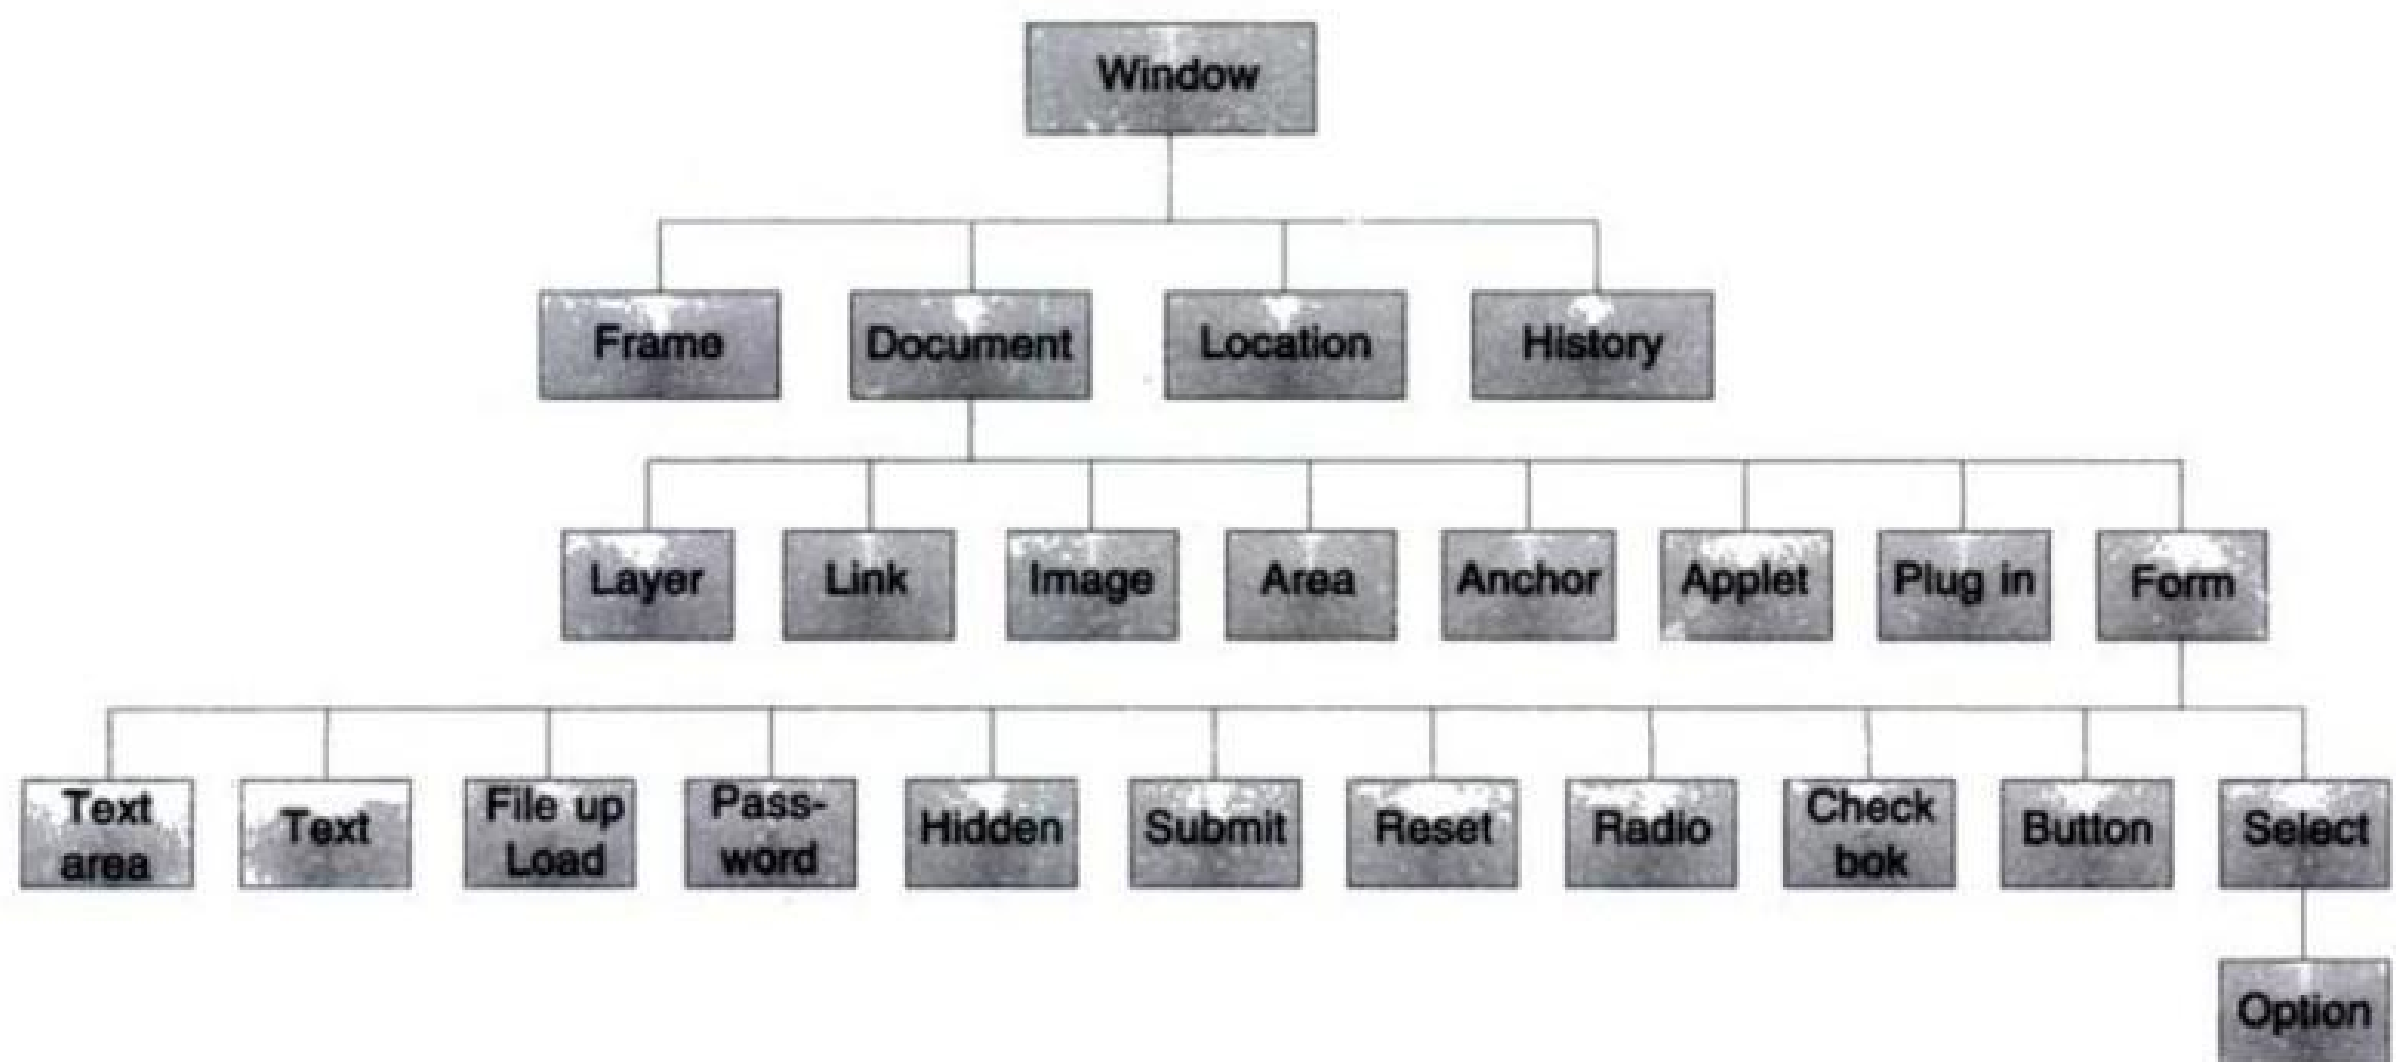 Window
Frame
Document
Location
History
Layer
Link
Image
Area
Anchor
Applet
Plug in
Form
Text
area
Text
File up
Load
Pass-
word
Hidden
Submit
Reset
Radio
Check
bok
Button
Select
Option